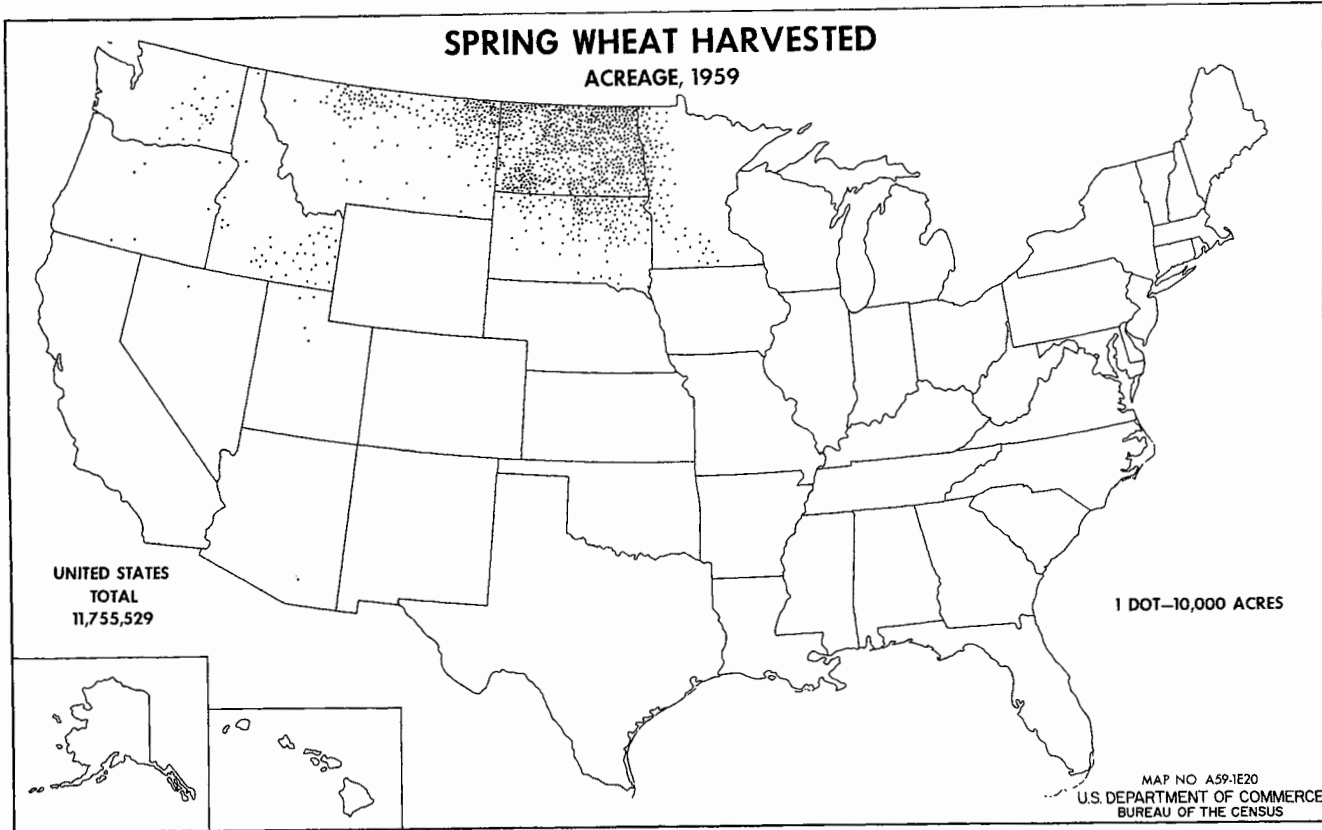 SPRING WHEAT HARVESTED
ACREAGE, 1959
UNITED STATES
TOTAL
11,755,529
1 DOT—10,000 ACRES
MAP NO A59-1E20
U.S. DEPARTMENT OF COMMERCE
BUREAU OF THE CENSUS